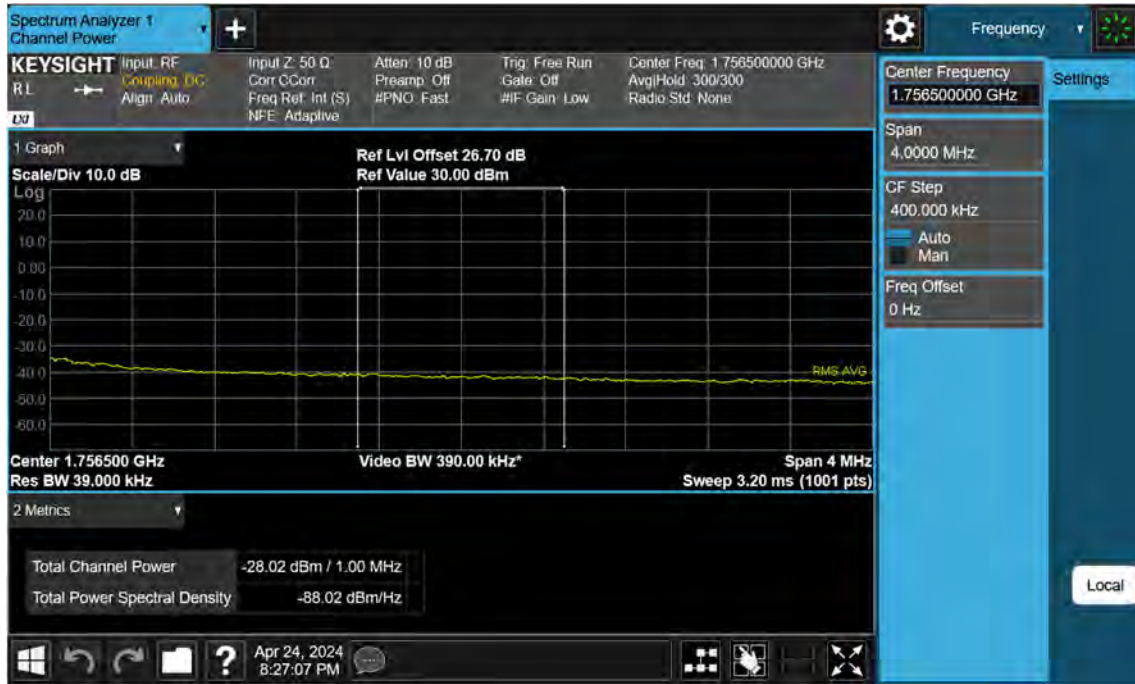 Spectrum Analyzer 1
Channel Power
Frequency
KEYSIGHT
RL
LXI
Input: RF
Coupling: DC
Align: Auto
Input Z: 50 Ω
Corr CCorr
Freq Ref: Int (S)
NFE: Adaptive
Atten: 10 dB
Preamp: Off
#PNO: Fast
Trig: Free Run
Gate: Off
#IF Gain: Low
Center Freq: 1.756500000 GHz
Avg|Hold: 300/300
Radio Std: None
Center Frequency
1.756500000 GHz
Settings
Span
4.0000 MHz
CF Step
400.000 kHz
Auto
Man
Freq Offset
0 Hz
1 Graph
Scale/Div 10.0 dB
Ref Lvl Offset 26.70 dB
Ref Value 30.00 dBm
Log
20.0
10.0
0.00
-10.0
-20.0
-30.0
-40.0
-50.0
-60.0
RMS AVG
Center 1.756500 GHz
Res BW 39.000 kHz
Video BW 390.00 kHz*
Span 4 MHz
Sweep 3.20 ms (1001 pts)
2 Metrics
Total Channel Power -28.02 dBm / 1.00 MHz
Total Power Spectral Density -88.02 dBm/Hz
Local
?
Apr 24, 2024
8:27:07 PM